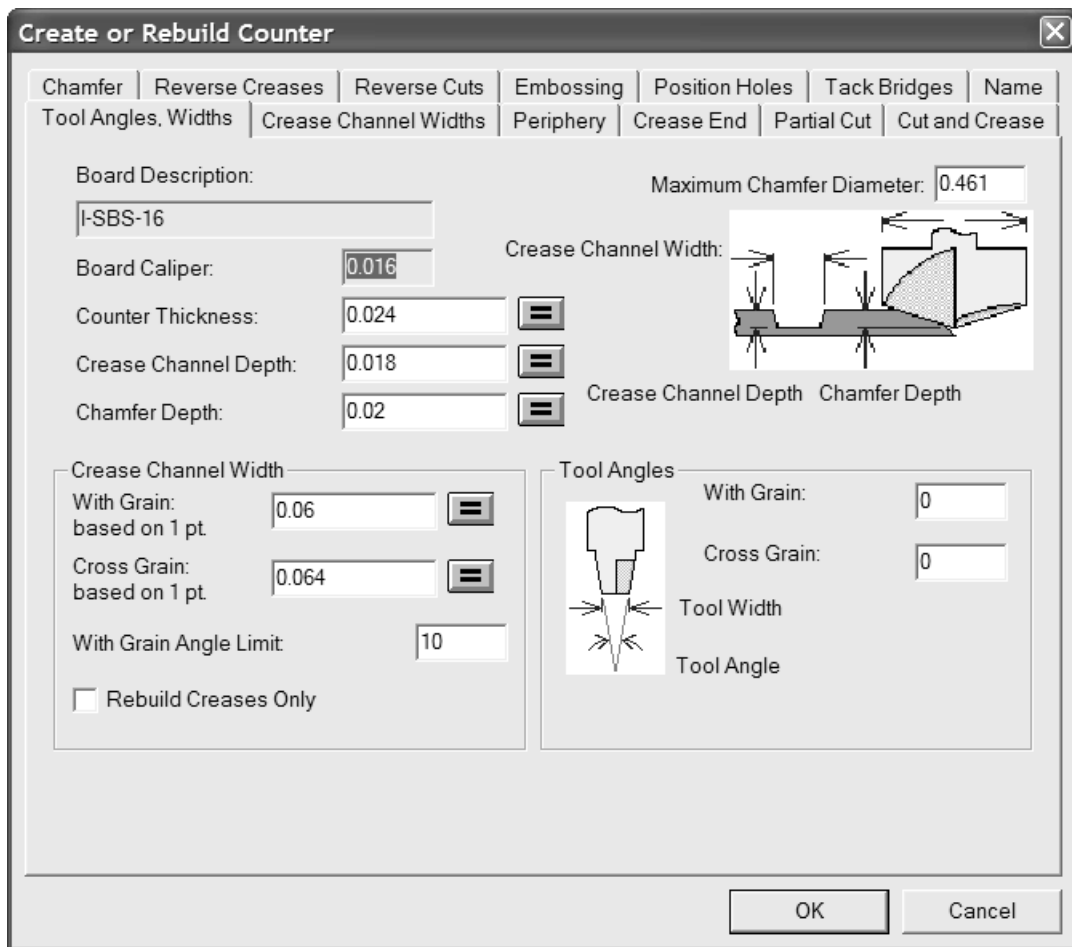 Create or Rebuild Counter
Chamfer Reverse Creases Reverse Cuts Embossing Position Holes Tack Bridges Name
Tool Angles, Widths Crease Channel Widths Periphery Crease End Partial Cut Cut and Crease
Board Description:
I-SBS-16
Maximum Chamfer Diameter: 0.461
Board Caliper: 0.016
Crease Channel Width:
Counter Thickness: 0.024 =
Crease Channel Depth: 0.018 =
Chamfer Depth: 0.02 =
Crease Channel Depth Chamfer Depth
Crease Channel Width
With Grain: 0.06 =
based on 1 pt.
Cross Grain: 0.064 =
based on 1 pt.
With Grain Angle Limit: 10
Rebuild Creases Only
Tool Angles
With Grain: 0
Cross Grain: 0
Tool Width
Tool Angle
OK Cancel